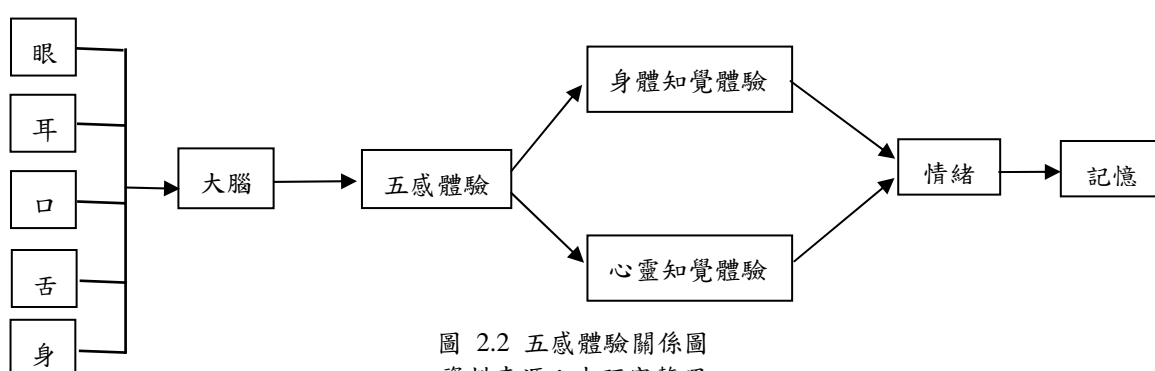 眼
耳
口
舌
身
大腦
五感體驗
身體知覺體驗
心靈知覺體驗
情緒
記憶
圖 2.2 五感體驗關係圖